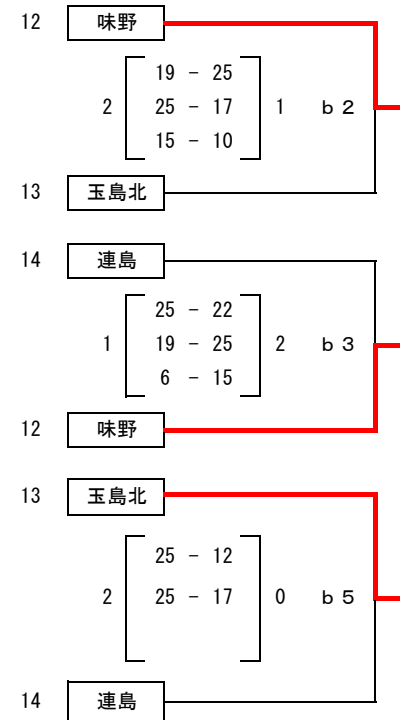 12 味野
19 - 25
2 25 - 17 1 ｂ２
15 - 10
13 玉島北
14 連島
25 - 22
1 19 - 25 2 ｂ３
6 - 15
12 味野
13 玉島北
25 - 12
2 25 - 17 0 ｂ５
14 連島